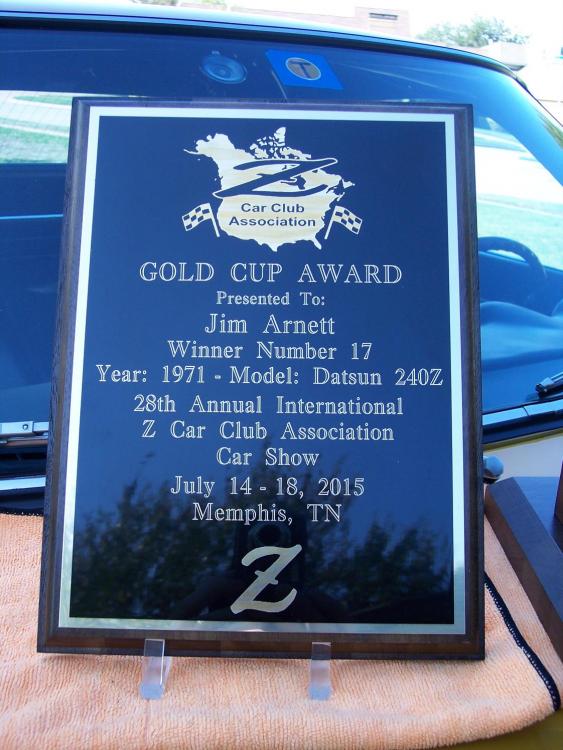 T
Z
Car Club
Association
GOLD CUP AWARD
Presented To:
Jim Arnett
Winner Number 17
Year: 1971 - Model: Datsun 240Z
28th Annual International
Z Car Club Association
Car Show
July 14 - 18, 2015
Memphis, TN
Z